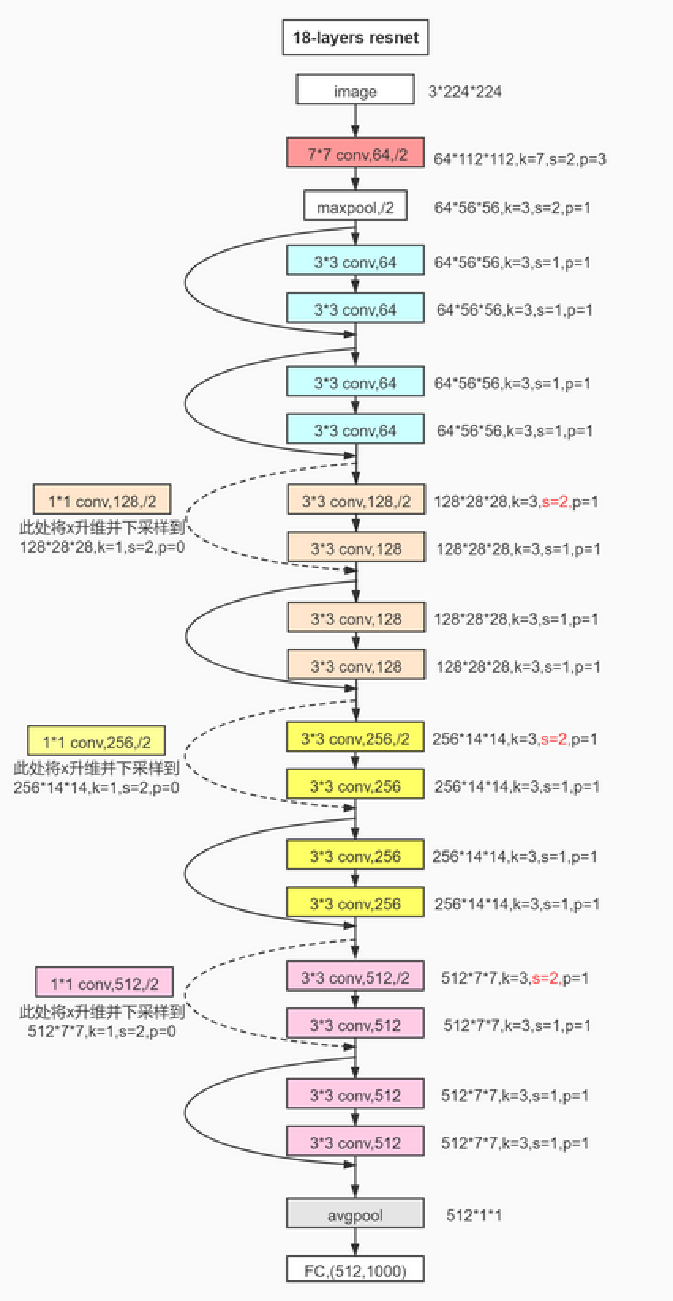 18-layers resnet
image
3*224*224
7*7 conv,64,/2
64*112*112,k=7,s=2,p=3
maxpool,/2
64*56*56,k=3,s=2,p=1
3*3 conv,64
64*56*56,k=3,s=1,p=1
3*3 conv,64
64*56*56,k=3,s=1,p=1
3*3 conv,64
64*56*56,k=3,s=1,p=1
3*3 conv,64
64*56*56,k=3,s=1,p=1
1*1 conv,128,/2
此处将x升维并下采样到
128*28*28,k=1,s=2,p=0
3*3 conv,128,/2
128*28*28,k=3,s=2,p=1
3*3 conv,128
128*28*28,k=3,s=1,p=1
3*3 conv,128
128*28*28,k=3,s=1,p=1
3*3 conv,128
128*28*28,k=3,s=1,p=1
1*1 conv,256,/2
此处将x升维并下采样到
256*14*14,k=1,s=2,p=0
3*3 conv,256,/2
256*14*14,k=3,s=2,p=1
3*3 conv,256
256*14*14,k=3,s=1,p=1
3*3 conv,256
256*14*14,k=3,s=1,p=1
3*3 conv,256
256*14*14,k=3,s=1,p=1
1*1 conv,512,/2
此处将x升维并下采样到
512*7*7,k=1,s=2,p=0
3*3 conv,512,/2
512*7*7,k=3,s=2,p=1
3*3 conv,512
512*7*7,k=3,s=1,p=1
3*3 conv,512
512*7*7,k=3,s=1,p=1
3*3 conv,512
512*7*7,k=3,s=1,p=1
avgpool
512*1*1
FC,(512,1000)